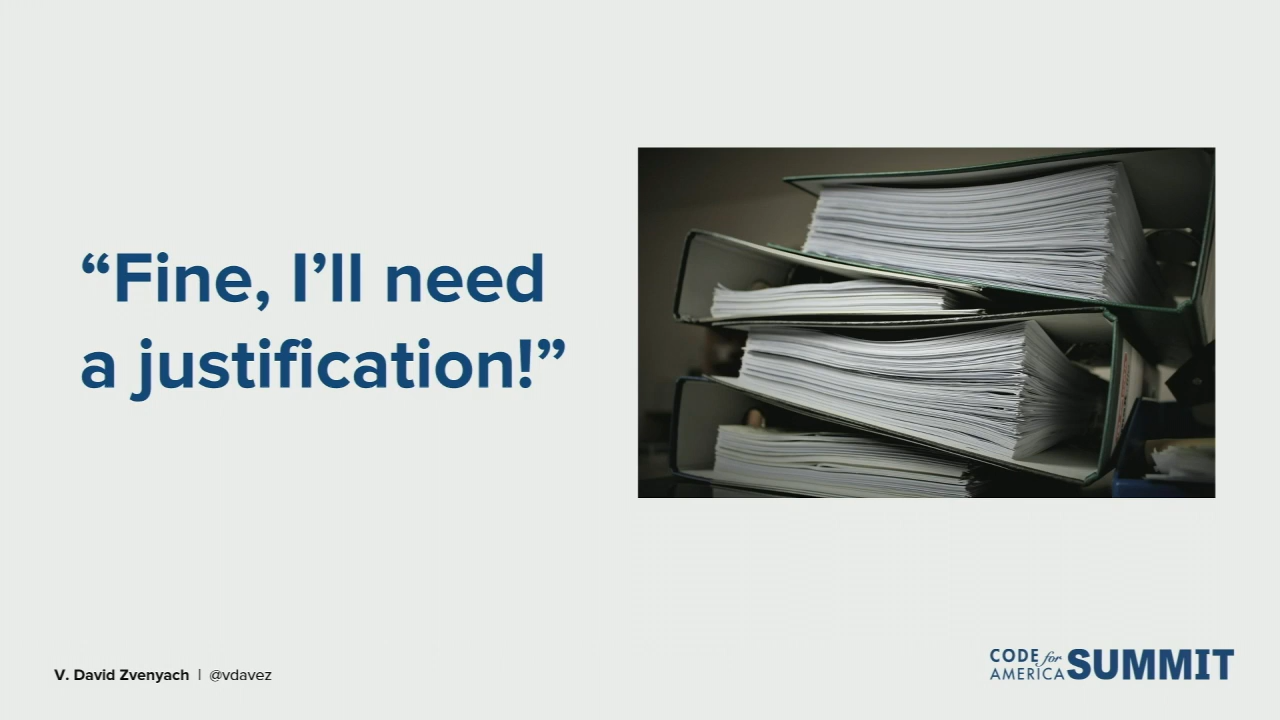 “Fine, I’ll need
a justification!”
V. David Zvenyach | @vdavez
CODE for
AMERICA SUMMIT